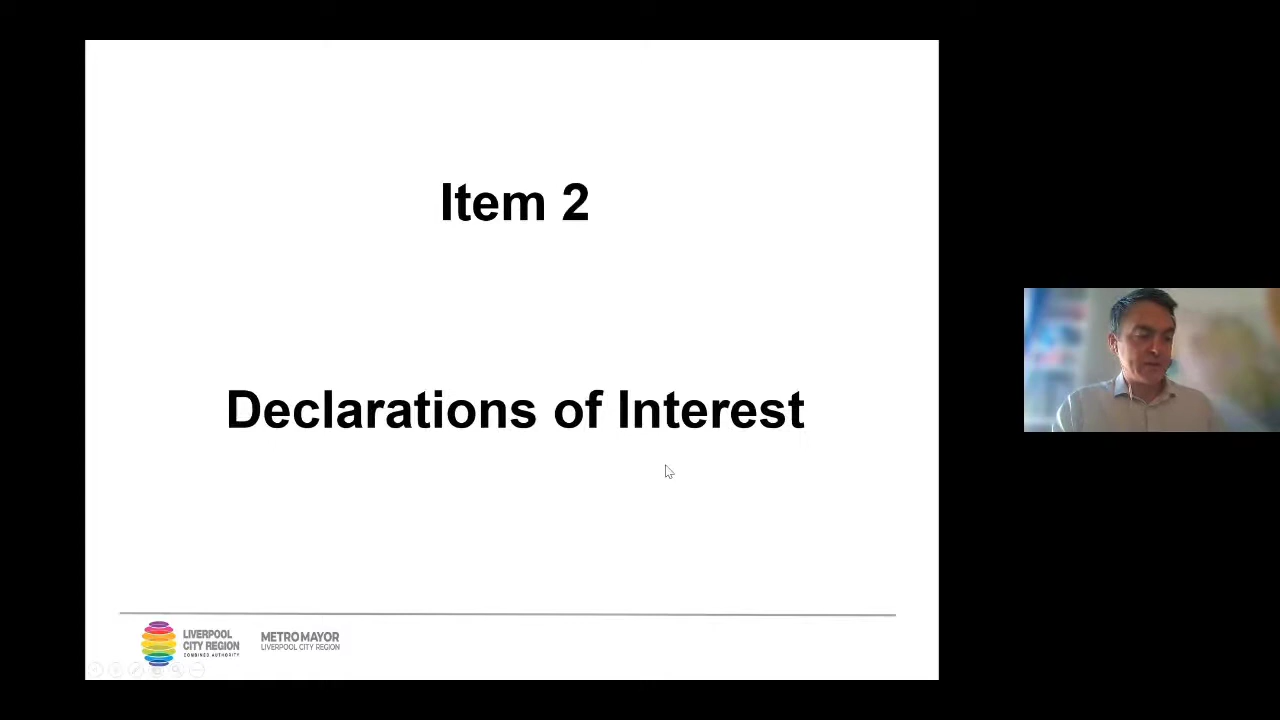 Item 2
Declarations of Interest
LIVERPOOL
CITY REGION
COMBINED AUTHORITY
METRO MAYOR
LIVERPOOL CITY REGION